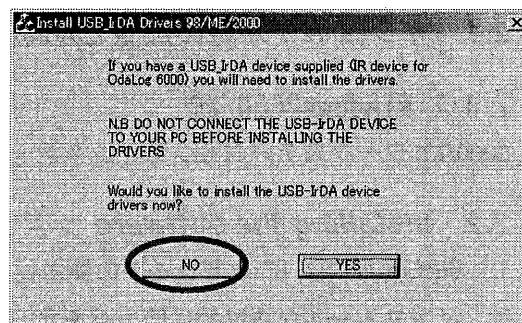 Install USB_IrDA Drivers 98/ME/2000
If you have a USB_IrDA device supplied (IR device for
OdaLog 6000) you will need to install the drivers.
N.B DO NOT CONNECT THE USB-IrDA DEVICE
TO YOUR PC BEFORE INSTALLING THE
DRIVERS
Would you like to install the USB-IrDA device
drivers now?
NO YES